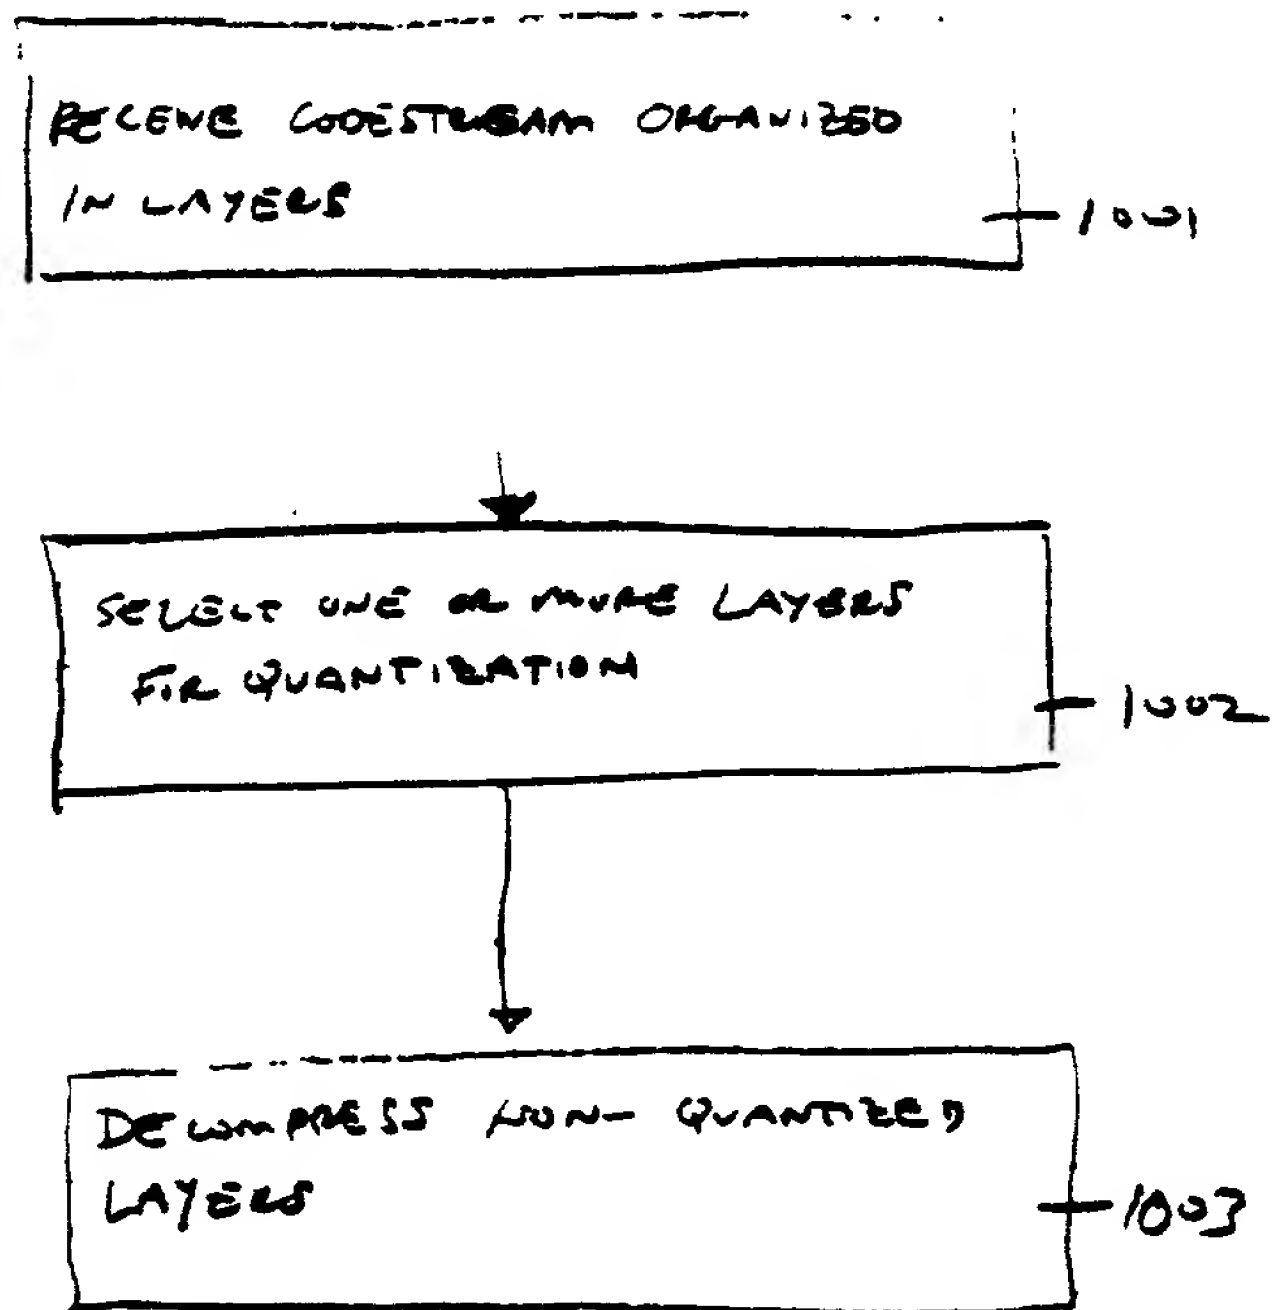 RECEIVE CODESTREAM ORGANIZED
IN LAYERS
1001
SELECT ONE OR MORE LAYERS
FOR QUANTIZATION
1002
DECOMPRESS NON- QUANTIZED
LAYERS
1003